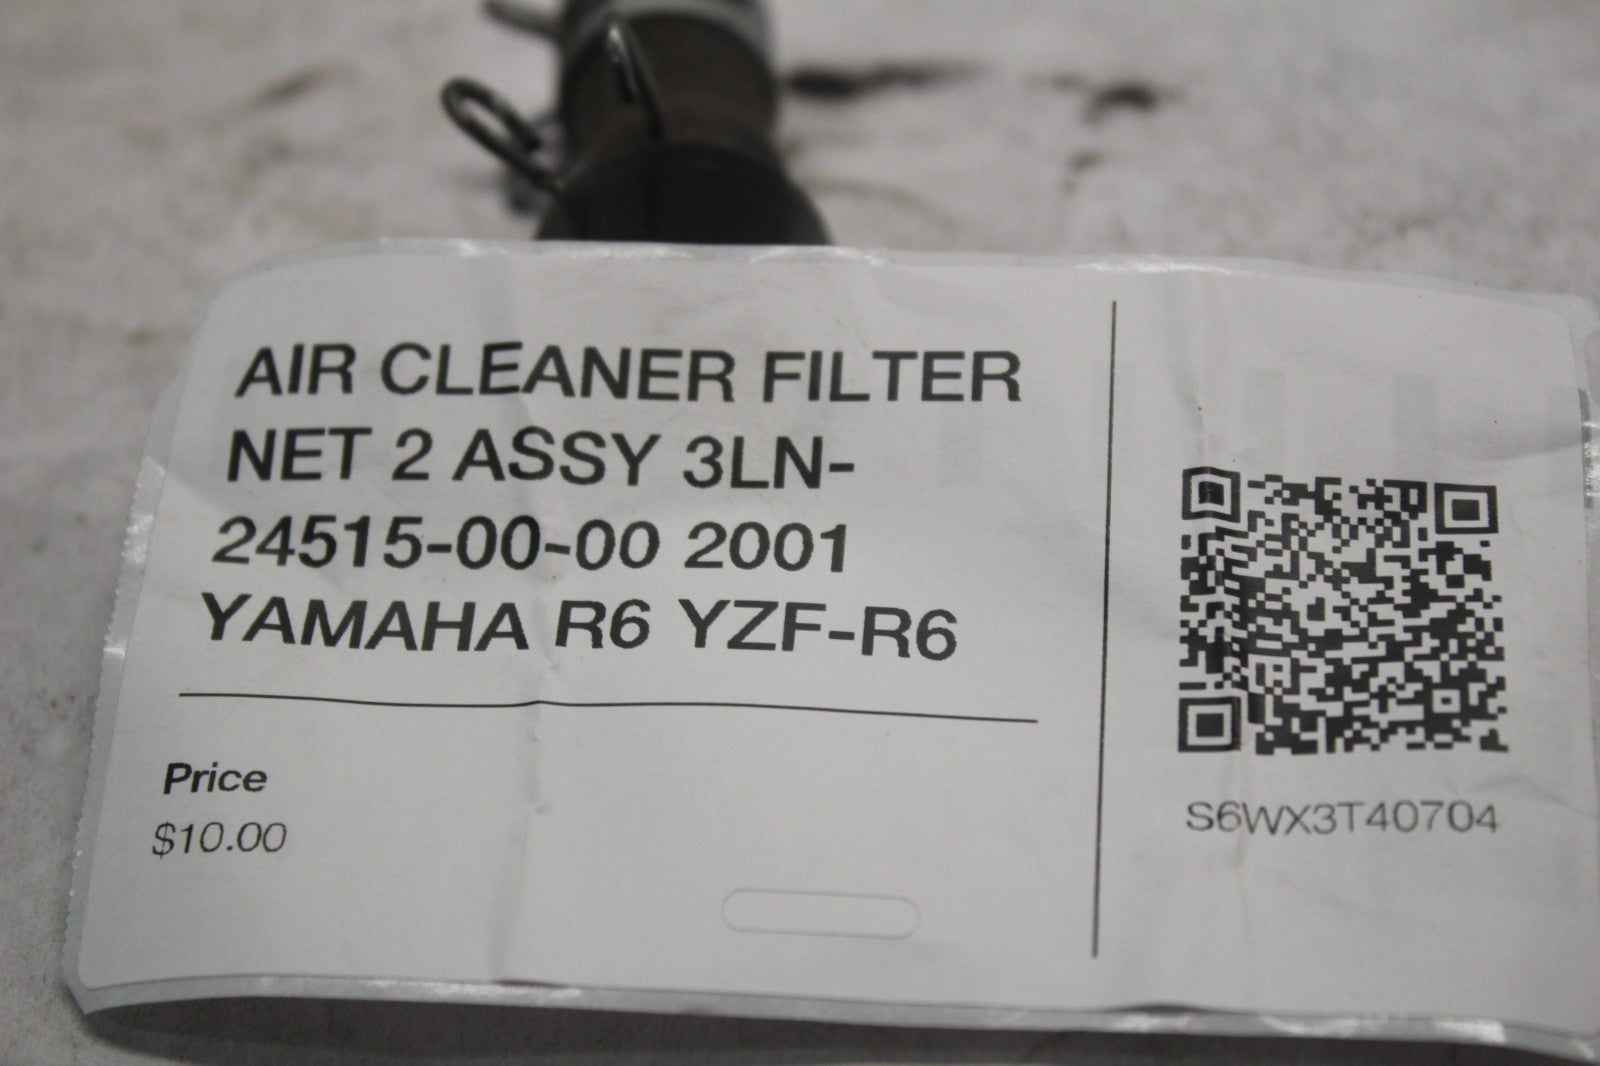 AIR CLEANER FILTER
NET 2 ASSY 3LN-
24515-00-00 2001
YAMAHA R6 YZF-R6
Price
$10.00
S6WX3T40704